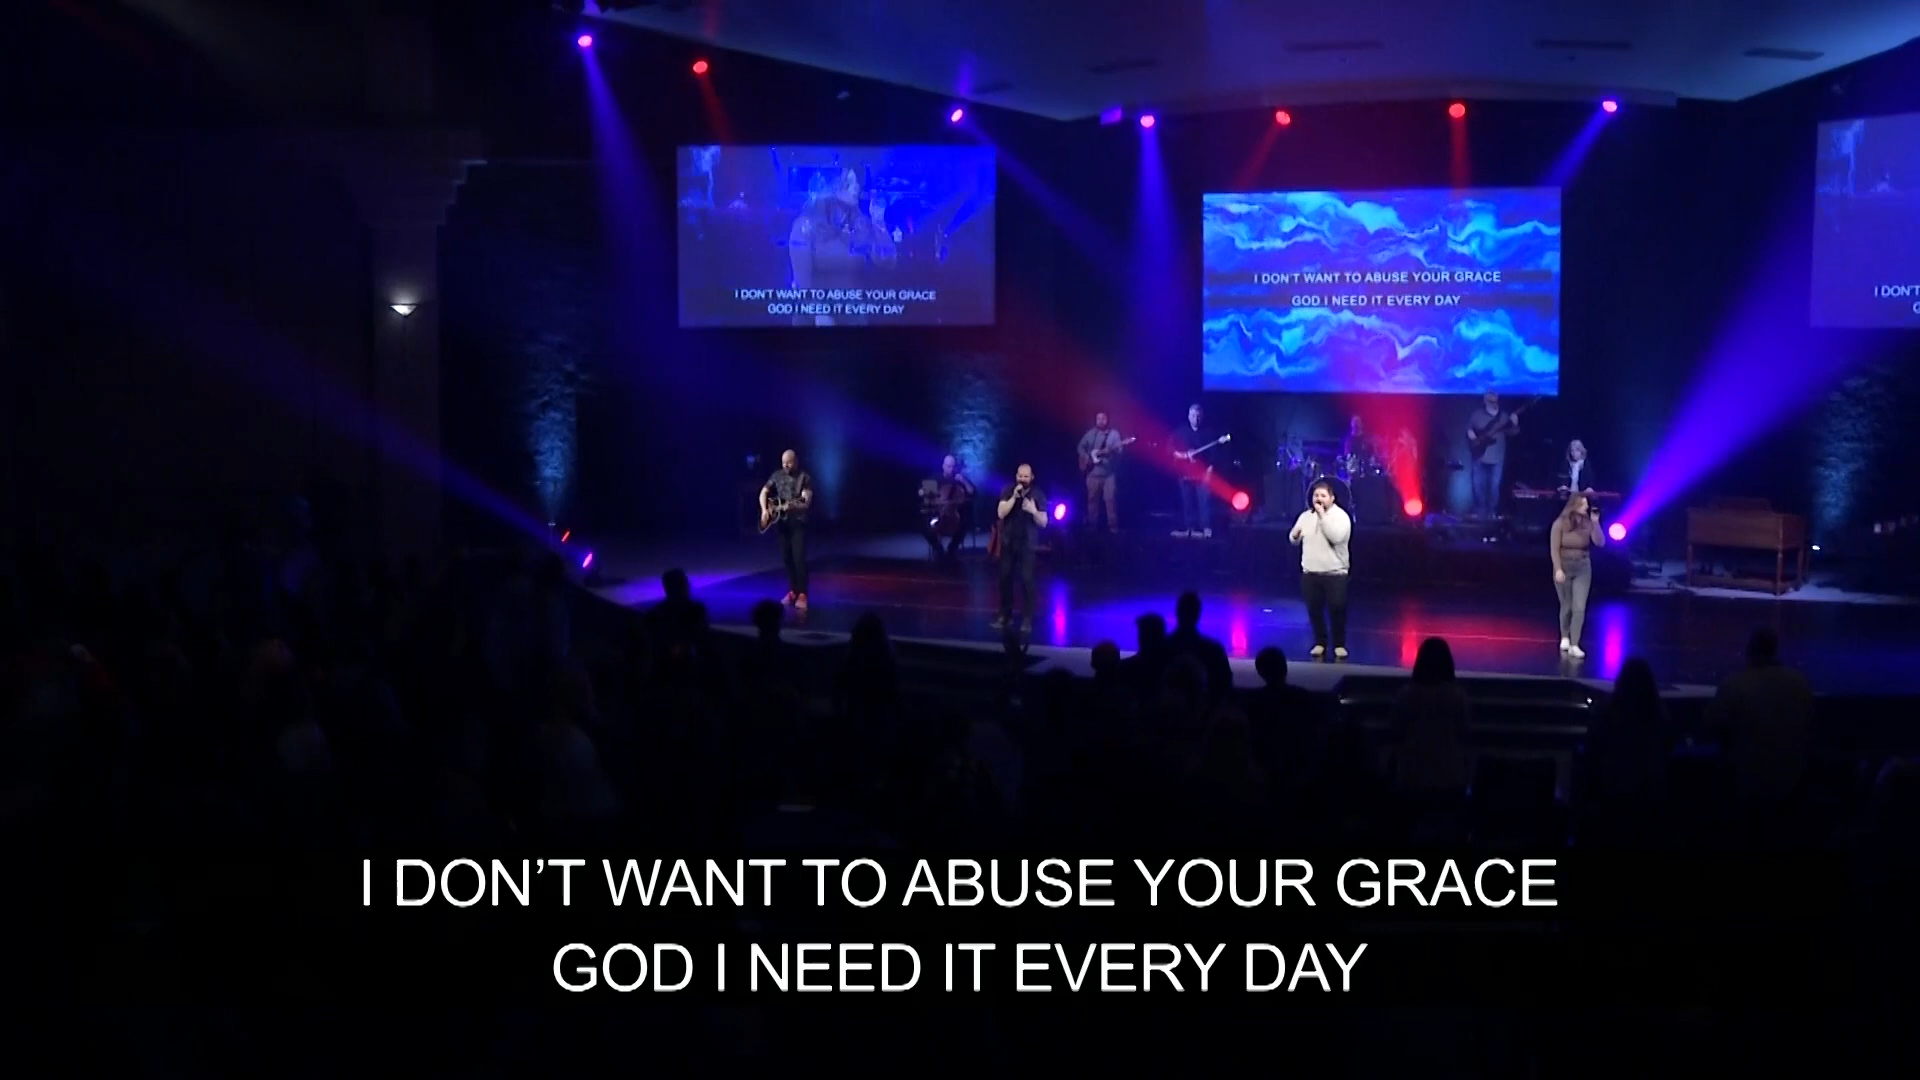 I DON'T WANT TO ABUSE YOUR GRACE
GOD I NEED IT EVERY DAY
I DON'T WANT TO ABUSE YOUR GRACE
GOD I NEED IT EVERY DAY
I DON'T
G
I DON’T WANT TO ABUSE YOUR GRACE
GOD I NEED IT EVERY DAY